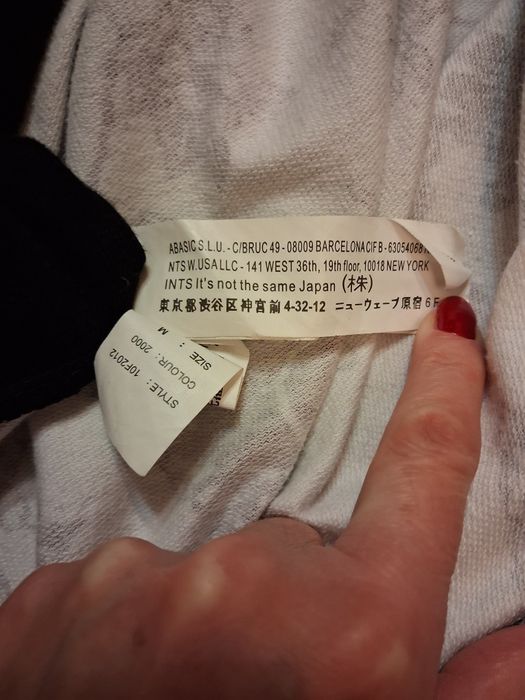 ABASIC S.L.U. - C/BRUC 49 - 08009 BARCELONA CIF B - 6305406
NTS W.USA LLC - 141 WEST 36th, 19th floor, 10018 NEW YORK
INTS It's not the same Japan (株)
東京都渋谷区神宮前 4-32-12 ニューウェーブ原宿 6F
STYLE : 10F2012
COLOUR : 2000
SIZE : M